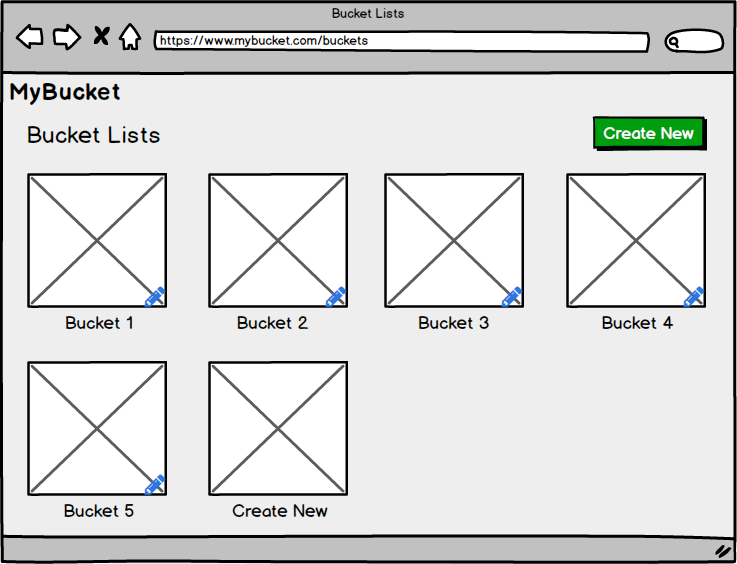 Bucket Lists
https://www.mybucket.com/buckets
MyBucket
Bucket Lists
Create New
Bucket 1
Bucket 2
Bucket 3
Bucket 4
Bucket 5
Create New